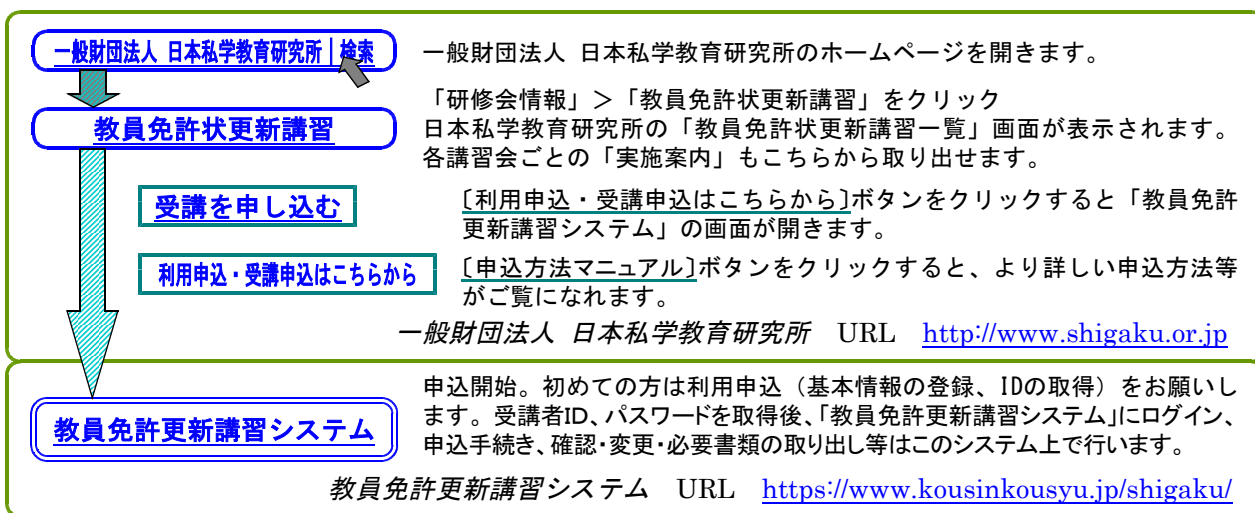 一般財団法人 日本私学教育研究所｜検索
一般財団法人 日本私学教育研究所のホームページを開きます。
「研修会情報」＞「教員免許状更新講習」をクリック
教員免許状更新講習
日本私学教育研究所の「教員免許状更新講習一覧」画面が表示されます。
各講習会ごとの「実施案内」もこちらから取り出せます。
受講を申し込む
〔利用申込・受講申込はこちらから〕ボタンをクリックすると「教員免許
更新講習システム」の画面が開きます。
利用申込・受講申込はこちらから
〔申込方法マニュアル〕ボタンをクリックすると、より詳しい申込方法等
がご覧になれます。
一般財団法人 日本私学教育研究所 URL http://www.shigaku.or.jp
教員免許更新講習システム
申込開始。初めての方は利用申込（基本情報の登録、IDの取得）をお願いし
ます。受講者ID、パスワードを取得後、「教員免許更新講習システム」にログイン、
申込手続き、確認・変更・必要書類の取り出し等はこのシステム上で行います。
教員免許更新講習システム URL https://www.kousinkousyu.jp/shigaku/